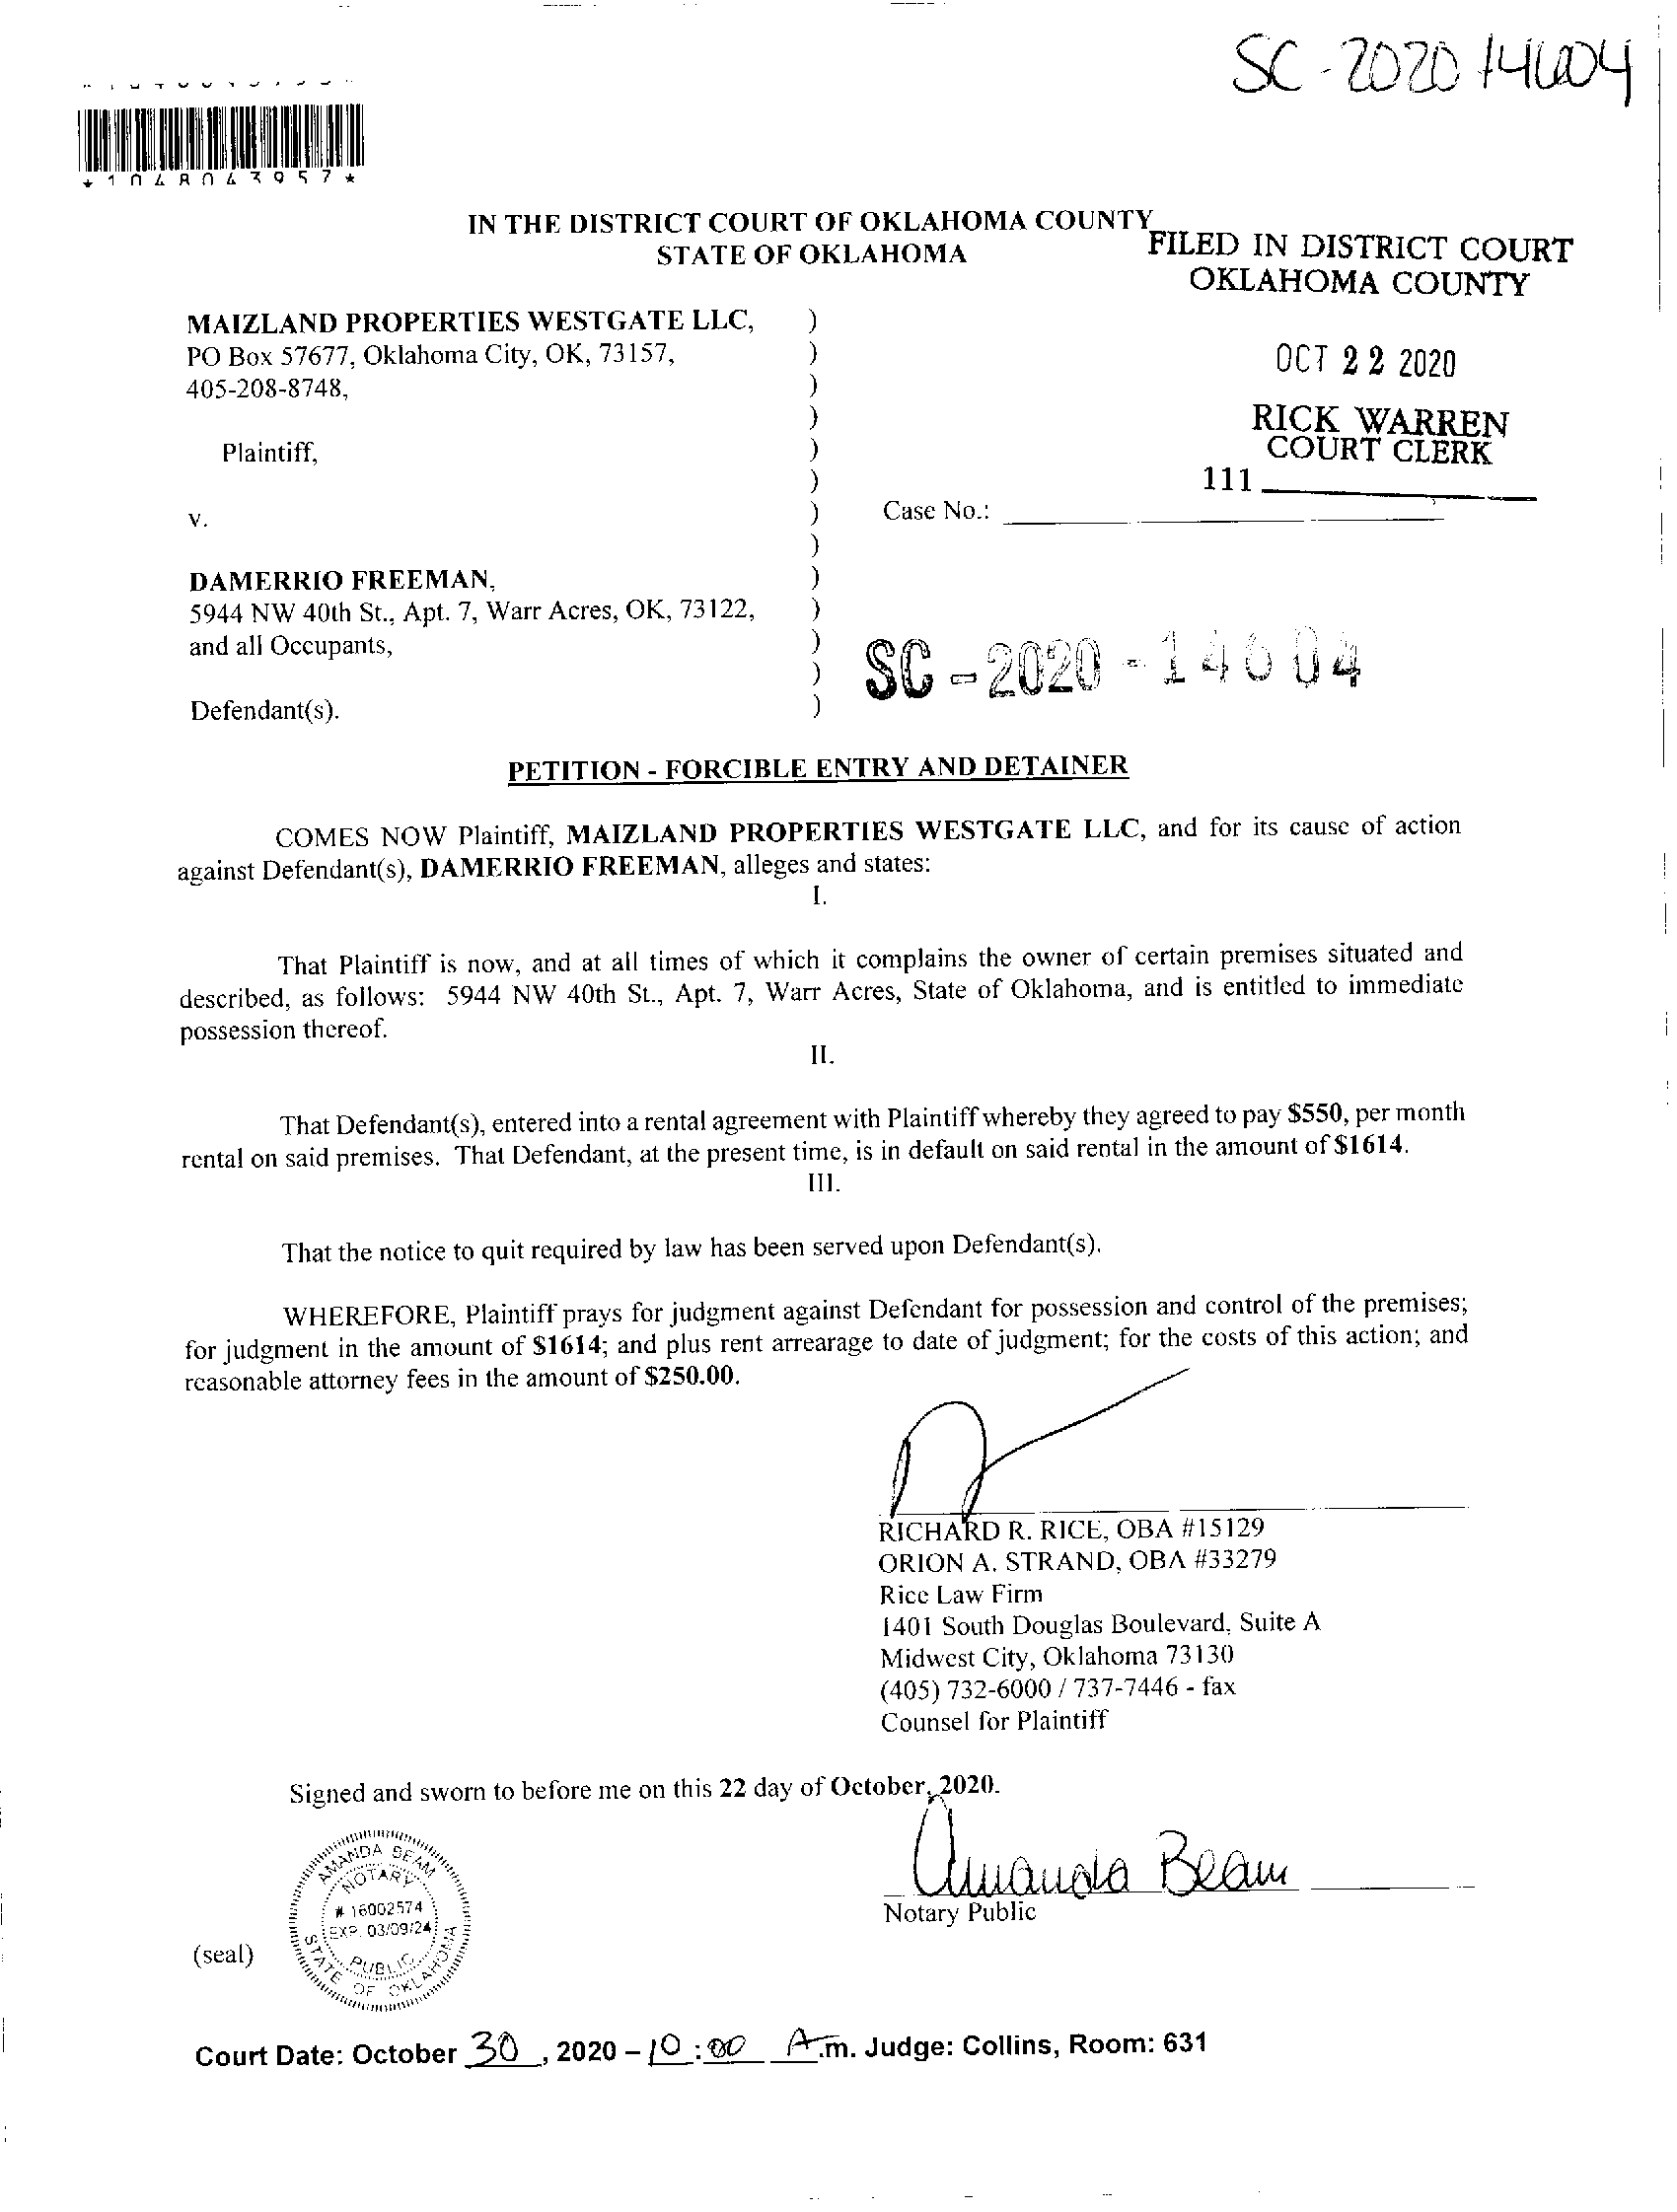 SC-2020 14604
*1048043957*
IN THE DISTRICT COURT OF OKLAHOMA COUNTY
STATE OF OKLAHOMA
FILED IN DISTRICT COURT
OKLAHOMA COUNTY
MAIZLAND PROPERTIES WESTGATE LLC, )
PO Box 57677, Oklahoma City, OK, 73157, )
405-208-8748, )
OCT 22 2020
)
RICK WARREN
COURT CLERK
Plaintiff, )
)
111
v. )
Case No.:
)
DAMERRIO FREEMAN, )
5944 NW 40th St., Apt. 7, Warr Acres, OK, 73122, )
and all Occupants, )
)
SC-2020-14604
Defendant(s). )
PETITION - FORCIBLE ENTRY AND DETAINER
COMES NOW Plaintiff, MAIZLAND PROPERTIES WESTGATE LLC, and for its cause of action
against Defendant(s), DAMERRIO FREEMAN, alleges and states:
I.
That Plaintiff is now, and at all times of which it complains the owner of certain premises situated and
described, as follows: 5944 NW 40th St., Apt. 7, Warr Acres, State of Oklahoma, and is entitled to immediate
possession thereof.
II.
That Defendant(s), entered into a rental agreement with Plaintiff whereby they agreed to pay $550, per month
rental on said premises. That Defendant, at the present time, is in default on said rental in the amount of $1614.
III.
That the notice to quit required by law has been served upon Defendant(s).
WHEREFORE, Plaintiff prays for judgment against Defendant for possession and control of the premises;
for judgment in the amount of $1614; and plus rent arrearage to date of judgment; for the costs of this action; and
reasonable attorney fees in the amount of $250.00.
RICHARD R. RICE, OBA #15129
ORION A. STRAND, OBA #33279
Rice Law Firm
1401 South Douglas Boulevard, Suite A
Midwest City, Oklahoma 73130
(405) 732-6000 / 737-7446 - fax
Counsel for Plaintiff
Signed and sworn to before me on this 22 day of October, 2020.
Amanda Beam
Notary Public
AMANDA BEAM
NOTARY
# 16002574
EXP. 03/09/24
PUBLIC
STATE OF OKLAHOMA
(seal)
Court Date: October 30, 2020 – 10:00 A.m. Judge: Collins, Room: 631